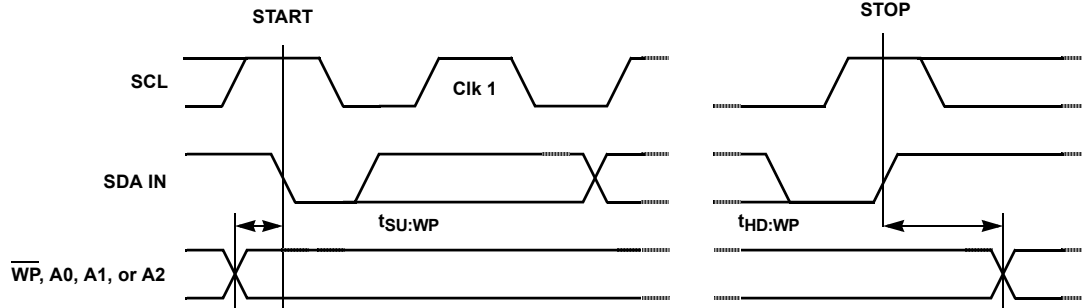 START
STOP
SCL
Clk 1
SDA IN
tSU:WP
tHD:WP
WP, A0, A1, or A2